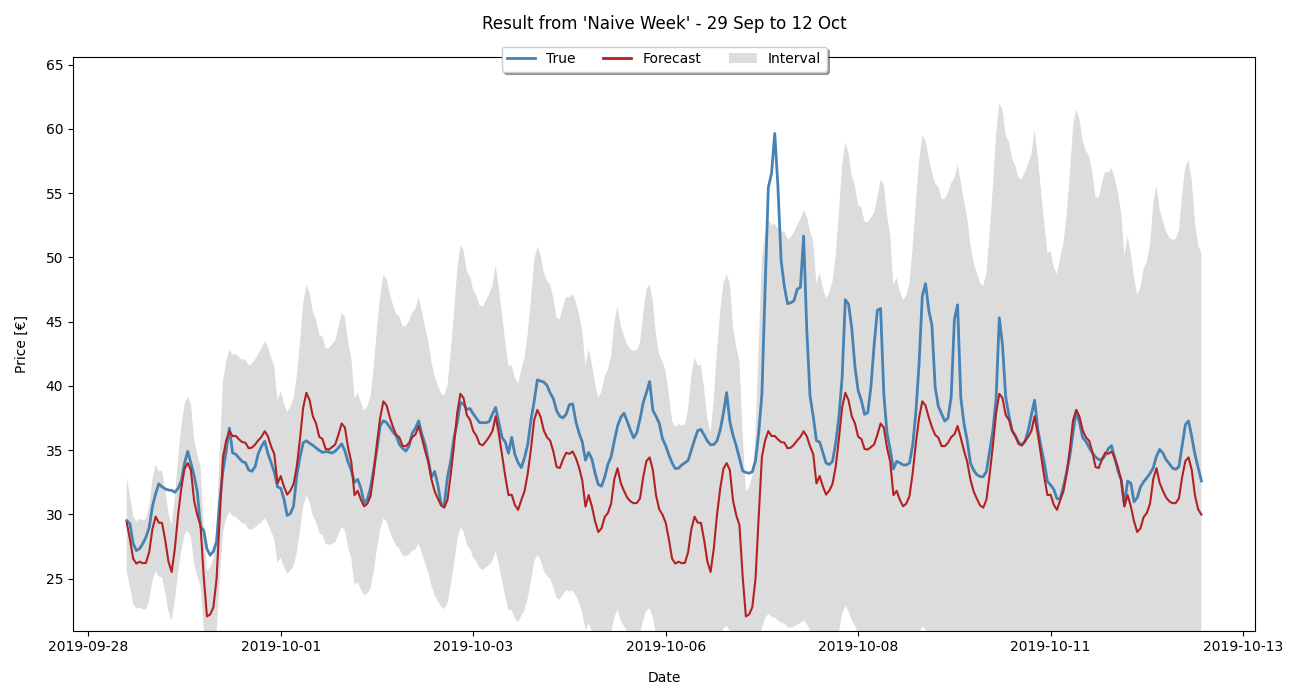 Result from 'Naive Week' - 29 Sep to 12 Oct
True Forecast Interval
65
60
55
50
45
40
35
30
25
Price [€]
2019-09-28 2019-10-01 2019-10-03 2019-10-06 2019-10-08 2019-10-11 2019-10-13
Date